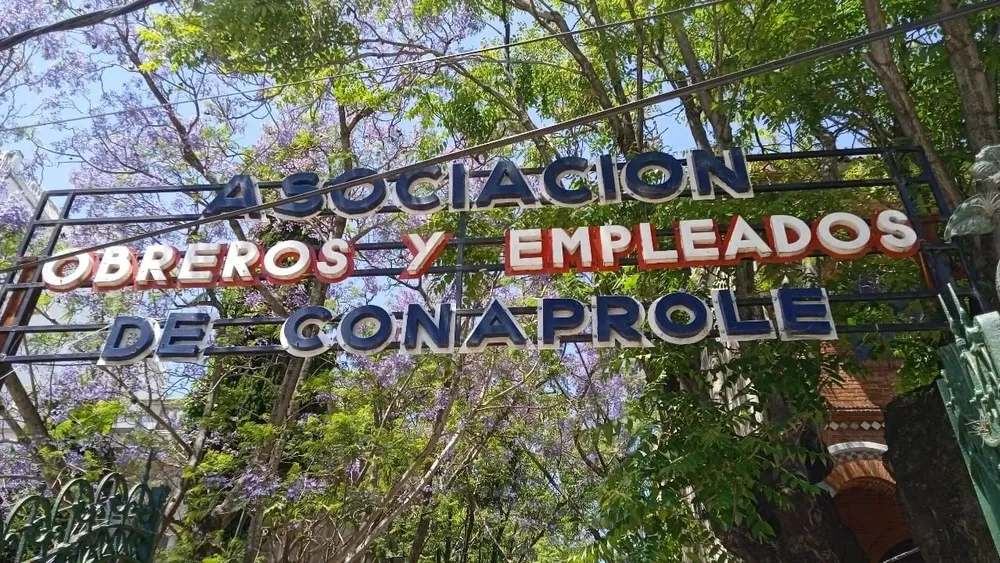 ASOCIACION
OBREROS Y EMPLEADOS
DE CONAPROLE